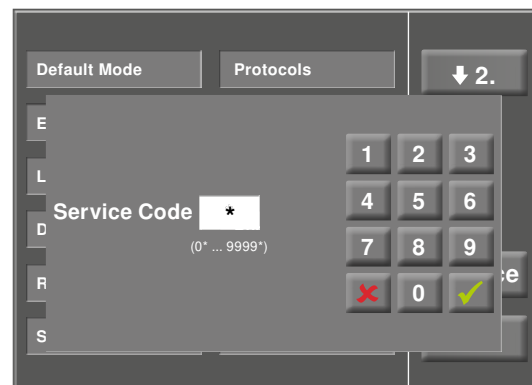 Default Mode
Protocols
2.
E
1
2
3
L
Service Code
*
4
5
6
D
(0* ... 9999*)
7
8
9
R
0
e
S